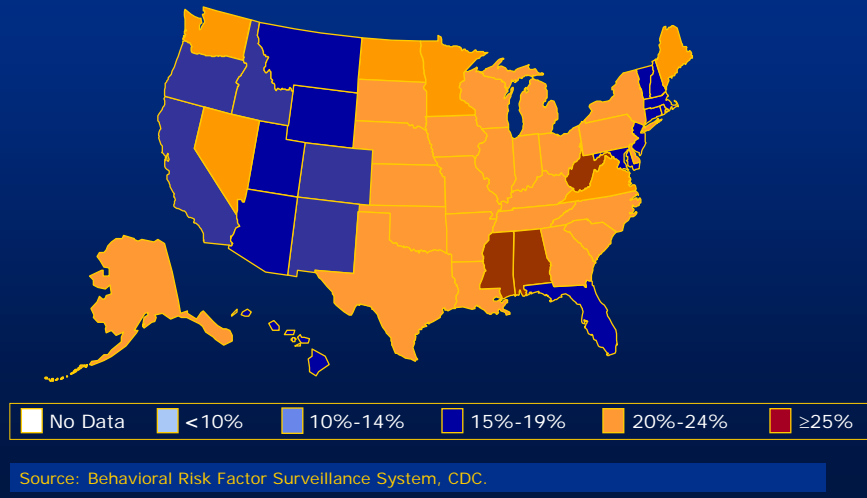 No Data <10% 10%-14% 15%-19% 20%-24% ≥25%
Source: Behavioral Risk Factor Surveillance System, CDC.